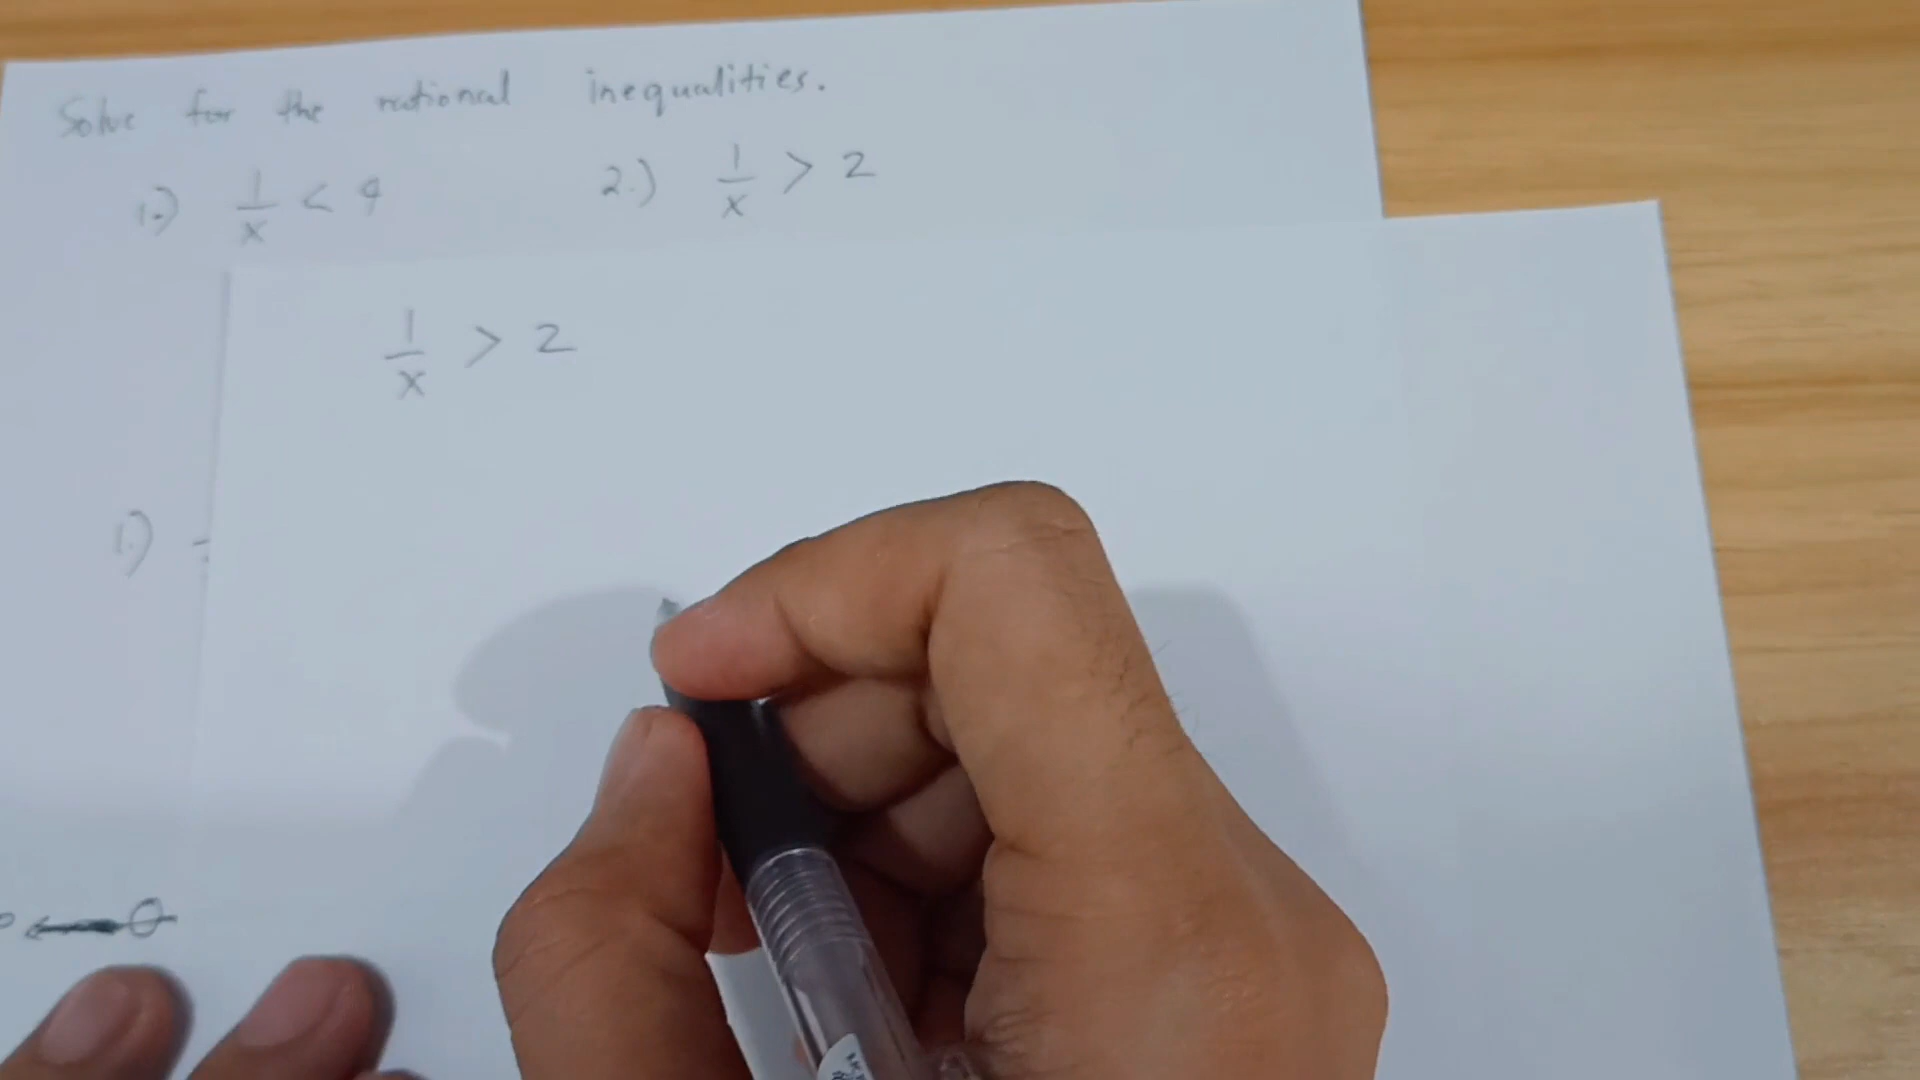 Solve for the rational inequalities.
1.) 1/x < 4 2.) 1/x > 2
1/x > 2
1.)